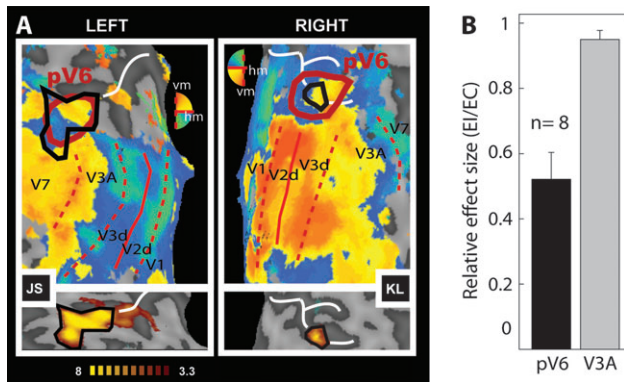 A
LEFT
RIGHT
pV6
vm
hm
V7
V3A
V3d
V2d
V1
JS
pV6
hm
vm
V7
V3A
V3d
V2d
V1
KL
8
3.3
B
Relative effect size (EI/EC)
1
0.8
0.6
0.4
0.2
0
n= 8
pV6
V3A